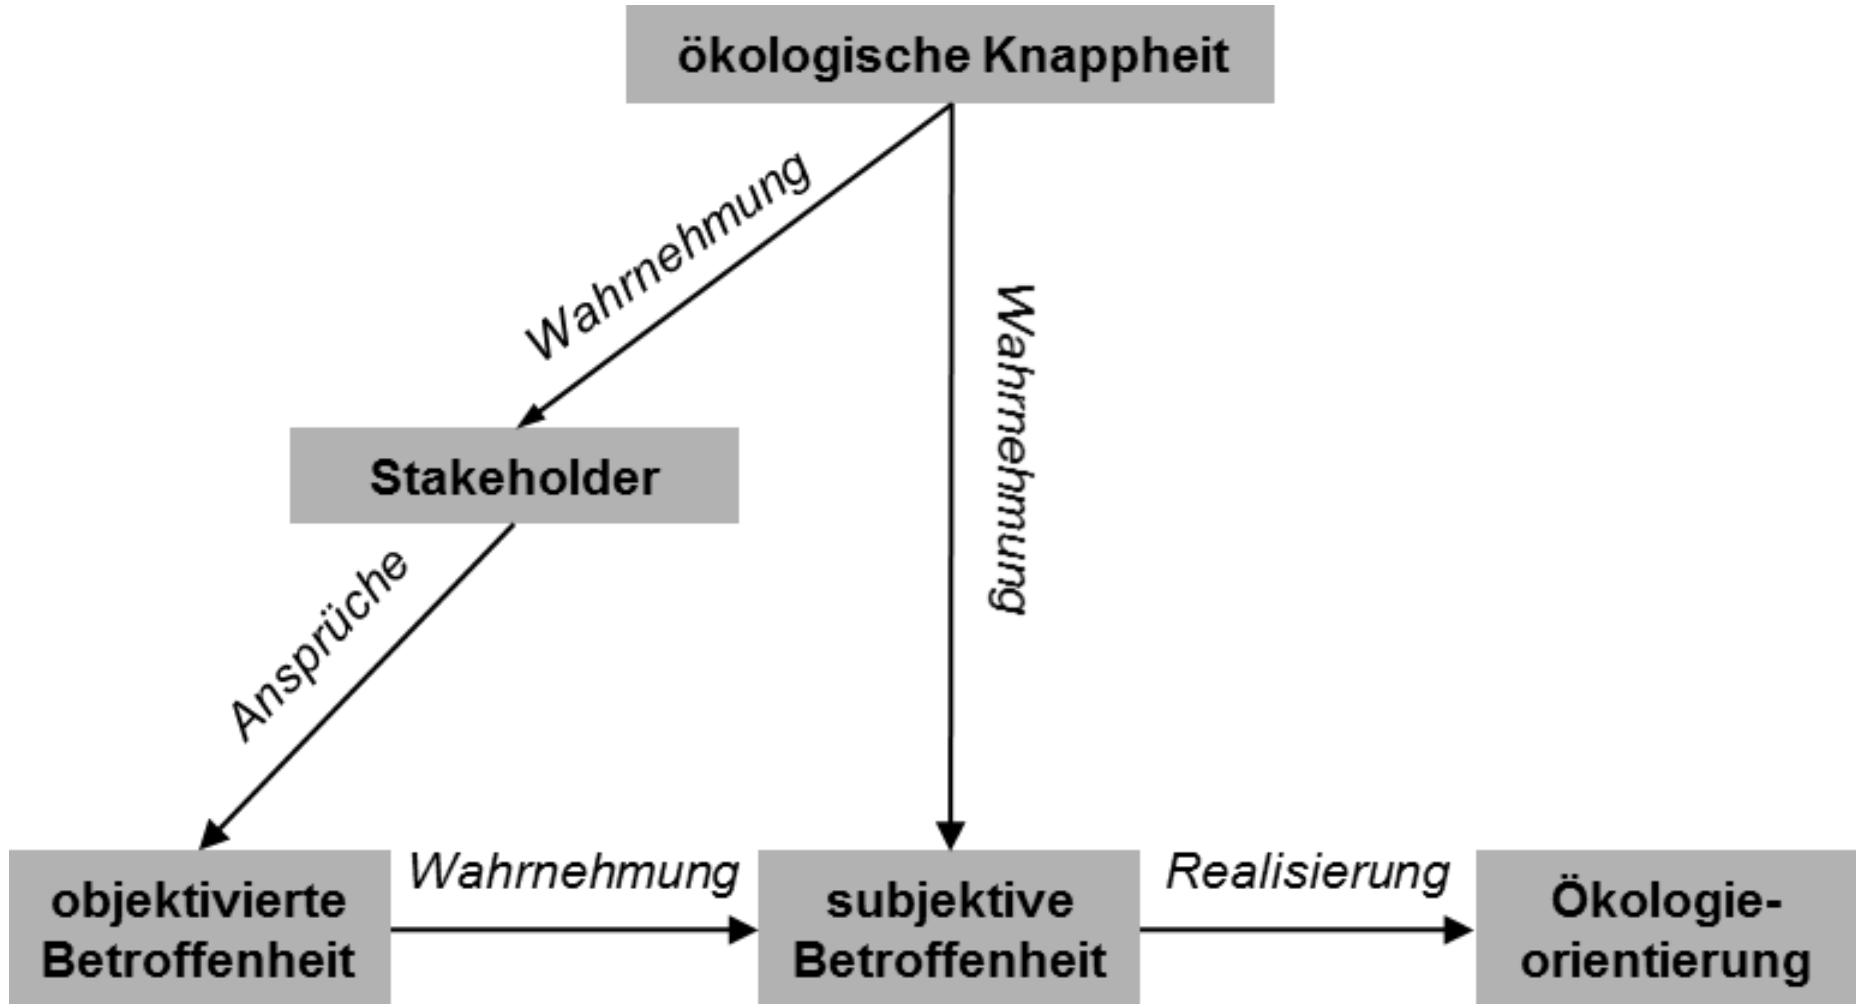 ökologische Knappheit
Wahrnehmung
Wahrnehmung
Stakeholder
Ansprüche
objektivierte
Betroffenheit
Wahrnehmung
subjektive
Betroffenheit
Realisierung
Ökologie-
orientierung